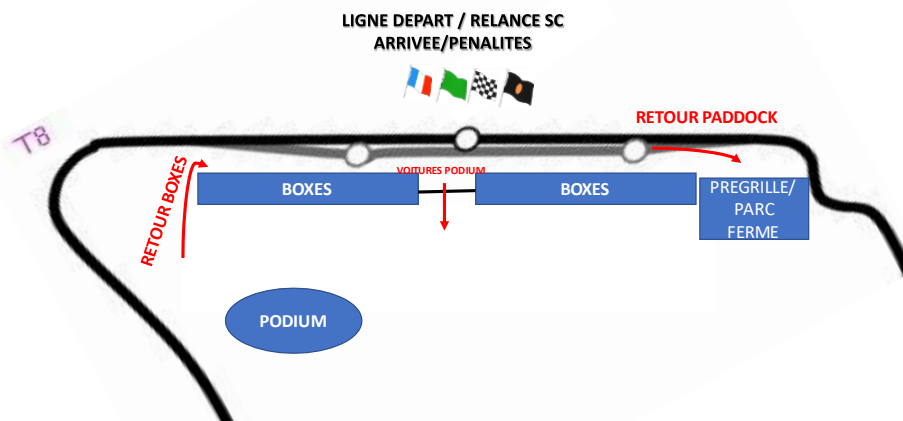 LIGNE DEPART / RELANCE SC
ARRIVEE/PENALITES
RETOUR PADDOCK
T8
RETOUR BOXES
VOITURES PODIUM
BOXES
BOXES
PREGRILLE/
PARC
FERME
PODIUM